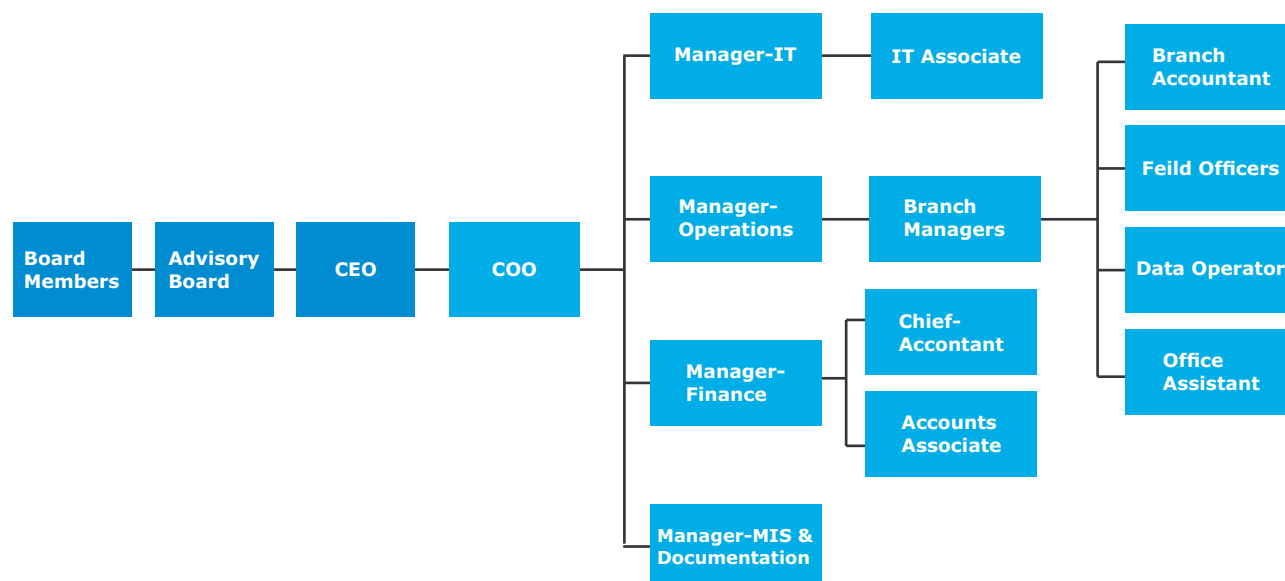 Board
Members
Advisory
Board
CEO
COO
Manager-IT
IT Associate
Manager-
Operations
Branch
Managers
Branch
Accountant
Feild Officers
Data Operator
Office
Assistant
Manager-
Finance
Chief-
Accontant
Accounts
Associate
Manager-MIS &
Documentation